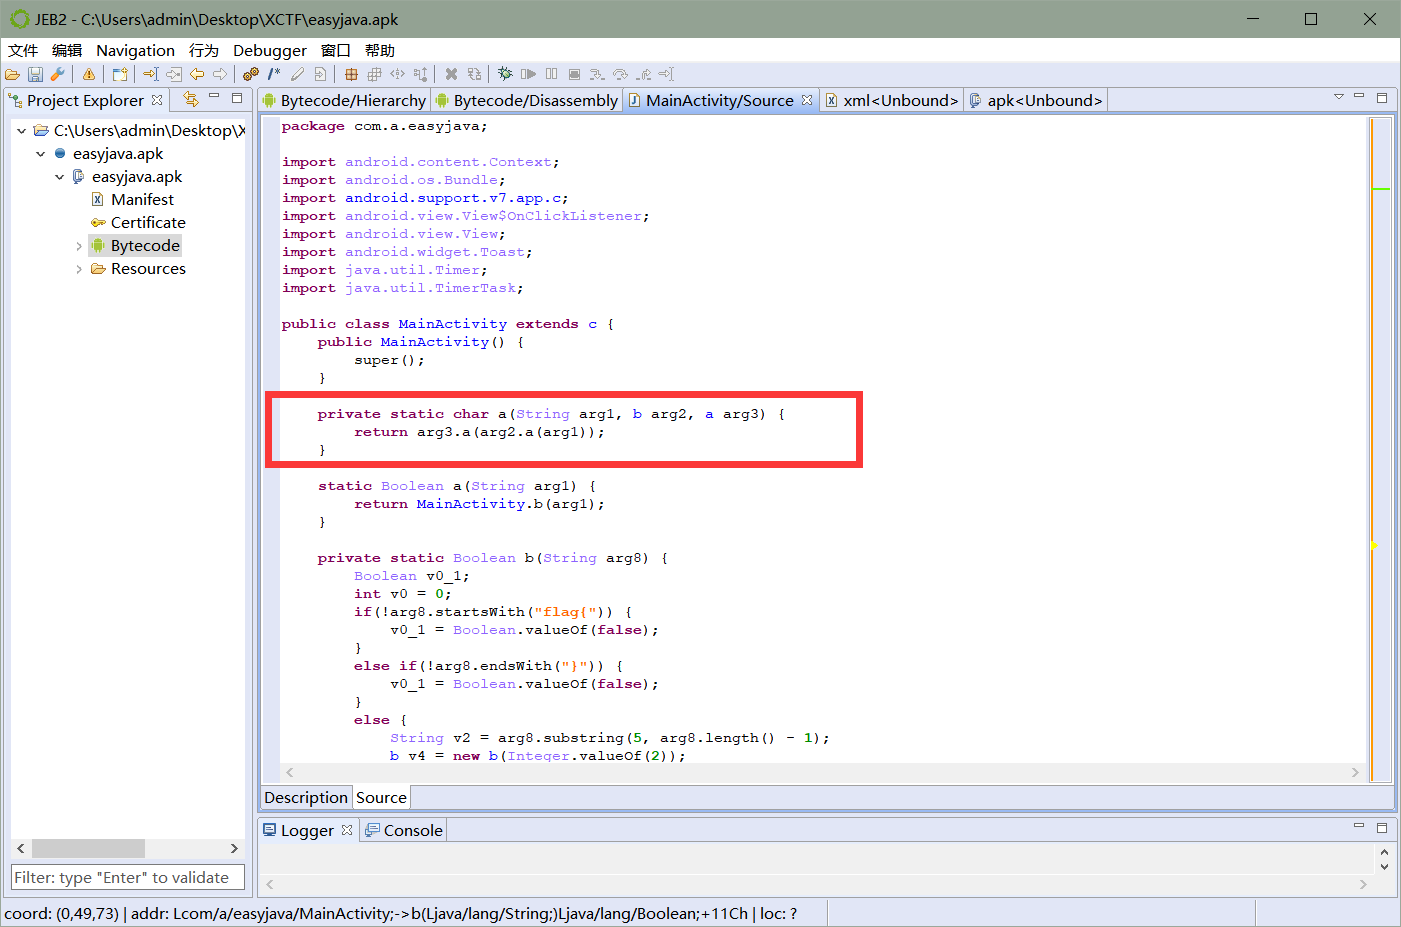 JEB2 - C:\Users\admin\Desktop\XCTF\easyjava.apk
文件 编辑 Navigation 行为 Debugger 窗口 帮助
Project Explorer
C:\Users\admin\Desktop\X
easyjava.apk
easyjava.apk
Manifest
Certificate
Bytecode
Resources
Filter: type "Enter" to validate
Bytecode/Hierarchy Bytecode/Disassembly MainActivity/Source xml<Unbound> apk<Unbound>
package com.a.easyjava;
import android.content.Context;
import android.os.Bundle;
import android.support.v7.app.c;
import android.view.View$OnClickListener;
import android.view.View;
import android.widget.Toast;
import java.util.Timer;
import java.util.TimerTask;
public class MainActivity extends c {
public MainActivity() {
super();
}
private static char a(String arg1, b arg2, a arg3) {
return arg3.a(arg2.a(arg1));
}
static Boolean a(String arg1) {
return MainActivity.b(arg1);
}
private static Boolean b(String arg8) {
Boolean v0_1;
int v0 = 0;
if(!arg8.startsWith("flag{")) {
v0_1 = Boolean.valueOf(false);
}
else if(!arg8.endsWith("}")) {
v0_1 = Boolean.valueOf(false);
}
else {
String v2 = arg8.substring(5, arg8.length() - 1);
b v4 = new b(Integer.valueOf(2));
Description Source
Logger Console
coord: (0,49,73) | addr: Lcom/a/easyjava/MainActivity;->b(Ljava/lang/String;)Ljava/lang/Boolean;+11Ch | loc: ?